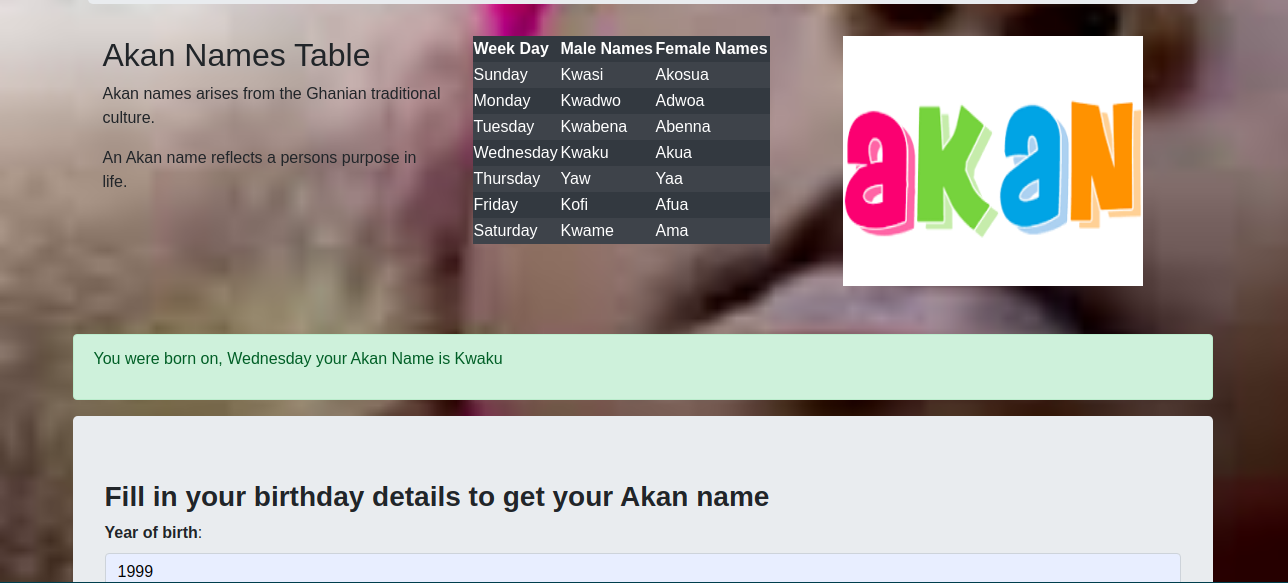 Akan Names Table
Akan names arises from the Ghanian traditional
culture.
An Akan name reflects a persons purpose in
life.
Week Day Male Names Female Names
Sunday Kwasi Akosua
Monday Kwadwo Adwoa
Tuesday Kwabena Abenna
Wednesday Kwaku Akua
Thursday Yaw Yaa
Friday Kofi Afua
Saturday Kwame Ama
aKaN
You were born on, Wednesday your Akan Name is Kwaku
Fill in your birthday details to get your Akan name
Year of birth:
1999